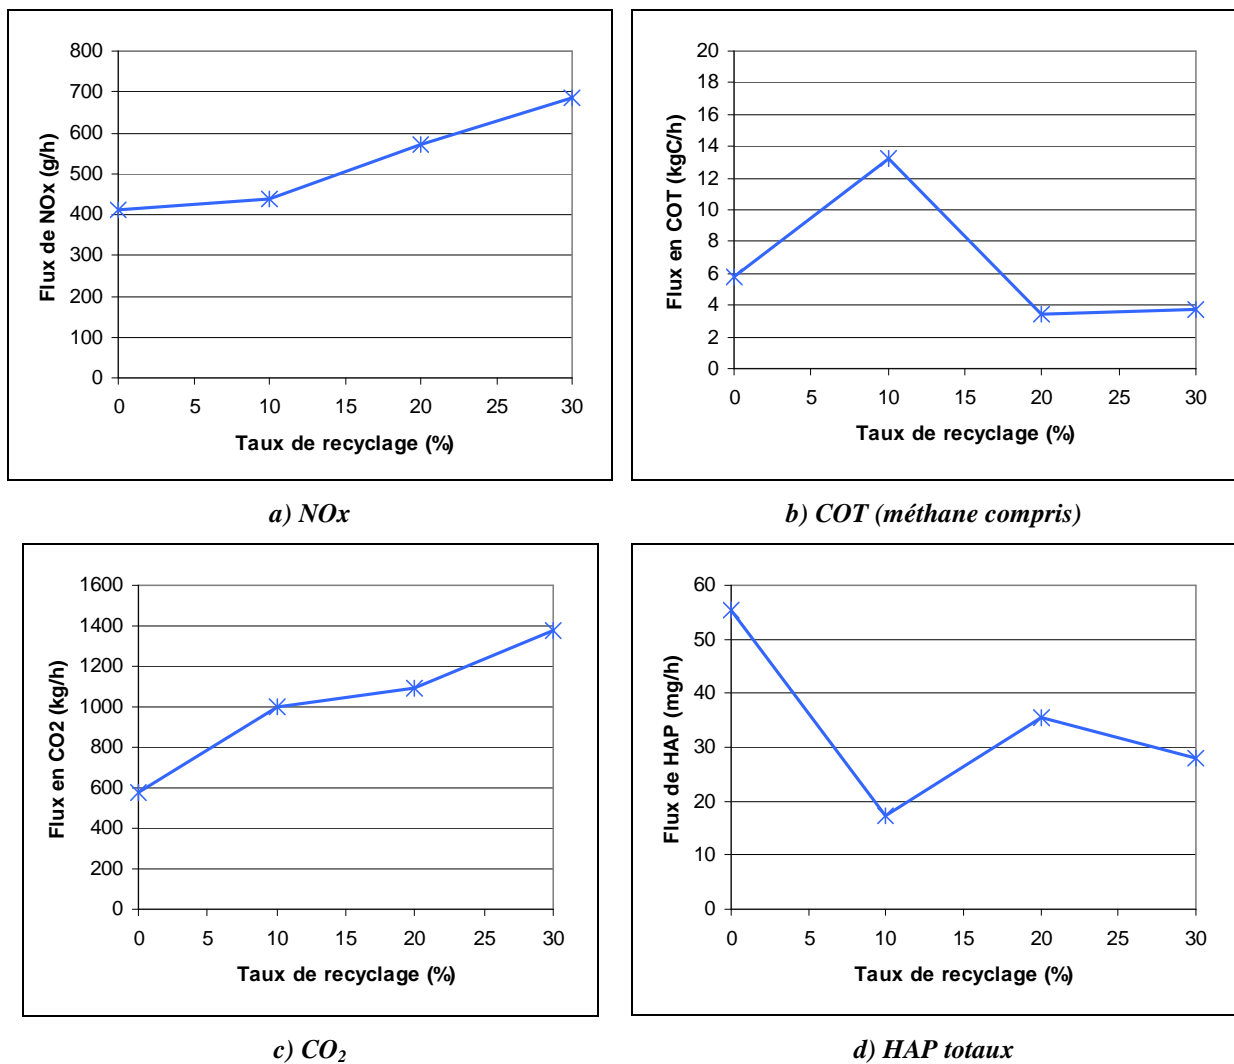 800
700
600
500
400
300
200
100
0
0 5 10 15 20 25 30
Flux de NOx (g/h)
Taux de recyclage (%)
a) NOx
20
18
16
14
12
10
8
6
4
2
0
0 5 10 15 20 25 30
Flux en COT (kgC/h)
Taux de recyclage (%)
b) COT (méthane compris)
1600
1400
1200
1000
800
600
400
200
0
0 5 10 15 20 25 30
Flux en CO2 (kg/h)
Taux de recyclage (%)
c) CO₂
60
50
40
30
20
10
0
0 5 10 15 20 25 30
Flux de HAP (mg/h)
Taux de recyclage (%)
d) HAP totaux